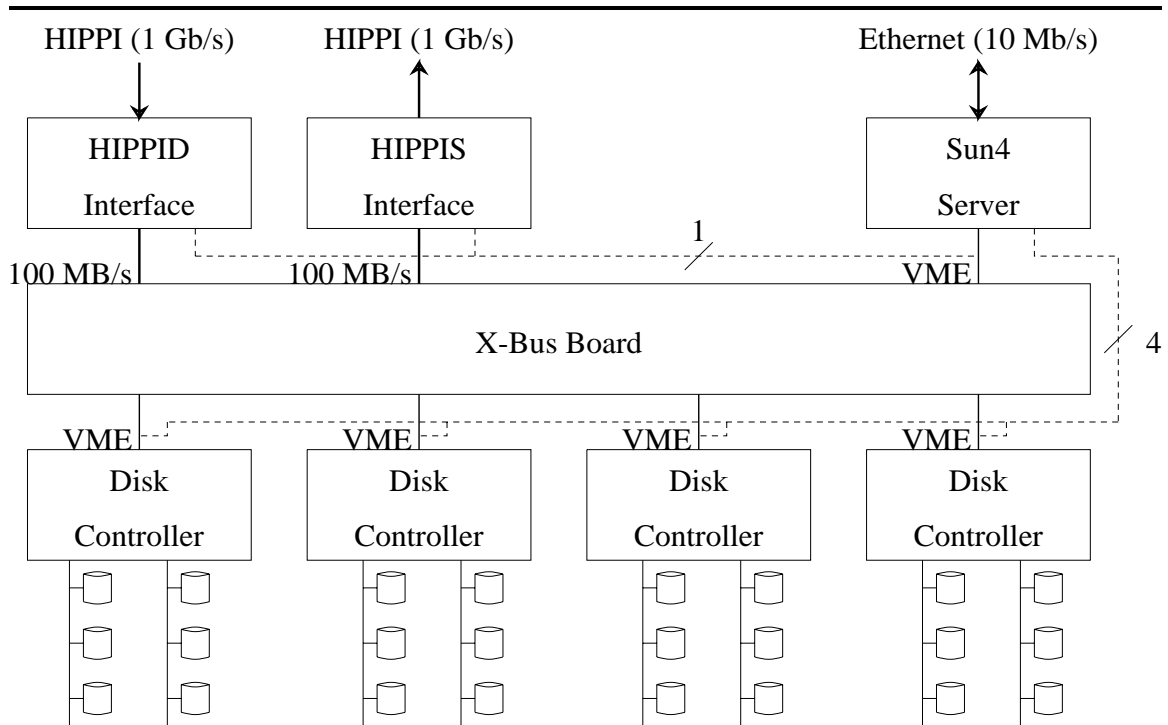 HIPPI (1 Gb/s)
HIPPI (1 Gb/s)
Ethernet (10 Mb/s)
HIPPID
Interface
HIPPIS
Interface
Sun4
Server
1
100 MB/s
100 MB/s
VME
X-Bus Board
4
VME
VME
VME
VME
Disk
Controller
Disk
Controller
Disk
Controller
Disk
Controller